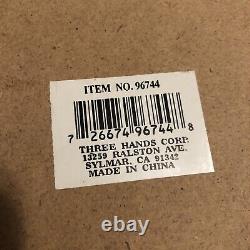 ITEM NO. 96744
7 26674 96744 8
THREE HANDS CORP.
13259 RALSTON AVE.
SYLMAR, CA 91342
MADE IN CHINA